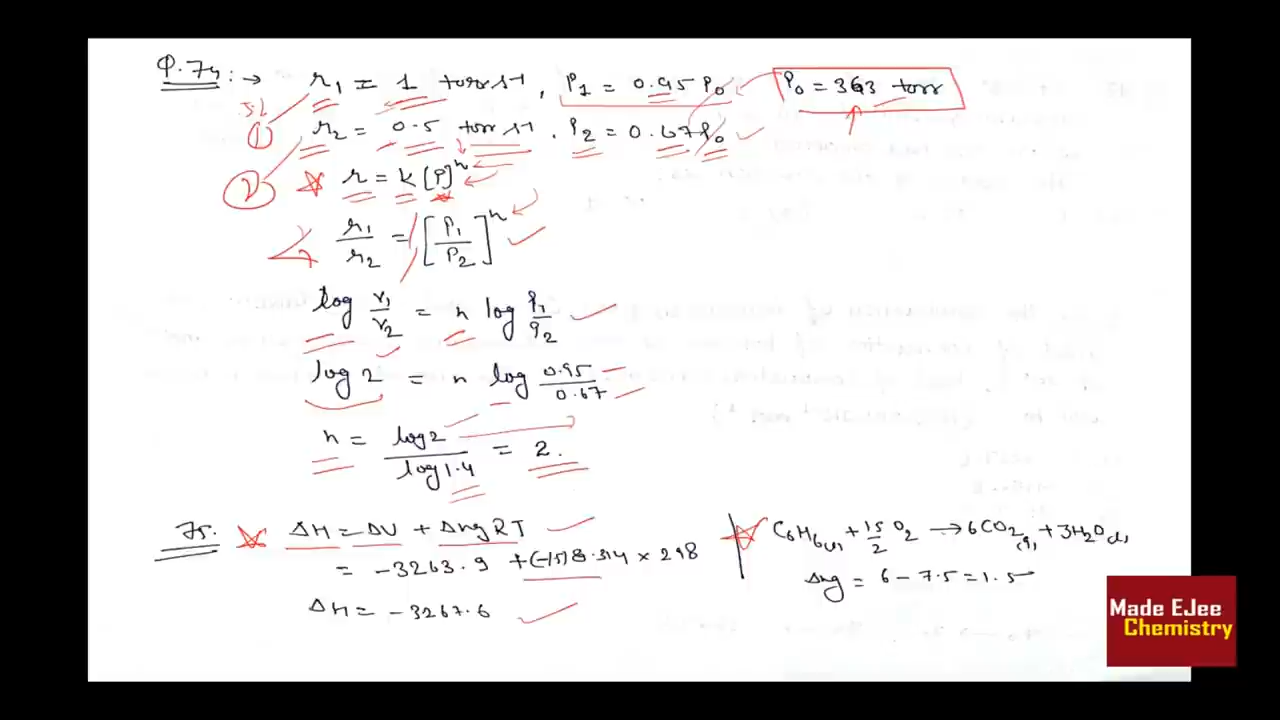 Q.74: → r₁ = 1 torr s⁻¹, P₁ = 0.95 P₀ P₀ = 363 torr
① r₂ = 0.5 torr s⁻¹, P₂ = 0.67 P₀
② r = K [P]ⁿ
r₁/r₂ = [P₁/P₂]ⁿ
log r₁/r₂ = n log P₁/P₂
log 2 = n log 0.95/0.67
n = log 2/log 1.4 = 2.
75. ΔH = ΔU + ΔngRT C₆H₆(l) + 15/2 O₂ → 6CO₂(g) + 3H₂O(l)
= -3263.9 + (-1.5) 8.314 × 298 Δng = 6 - 7.5 = 1.5
ΔH = -3267.6
Made EJee
Chemistry